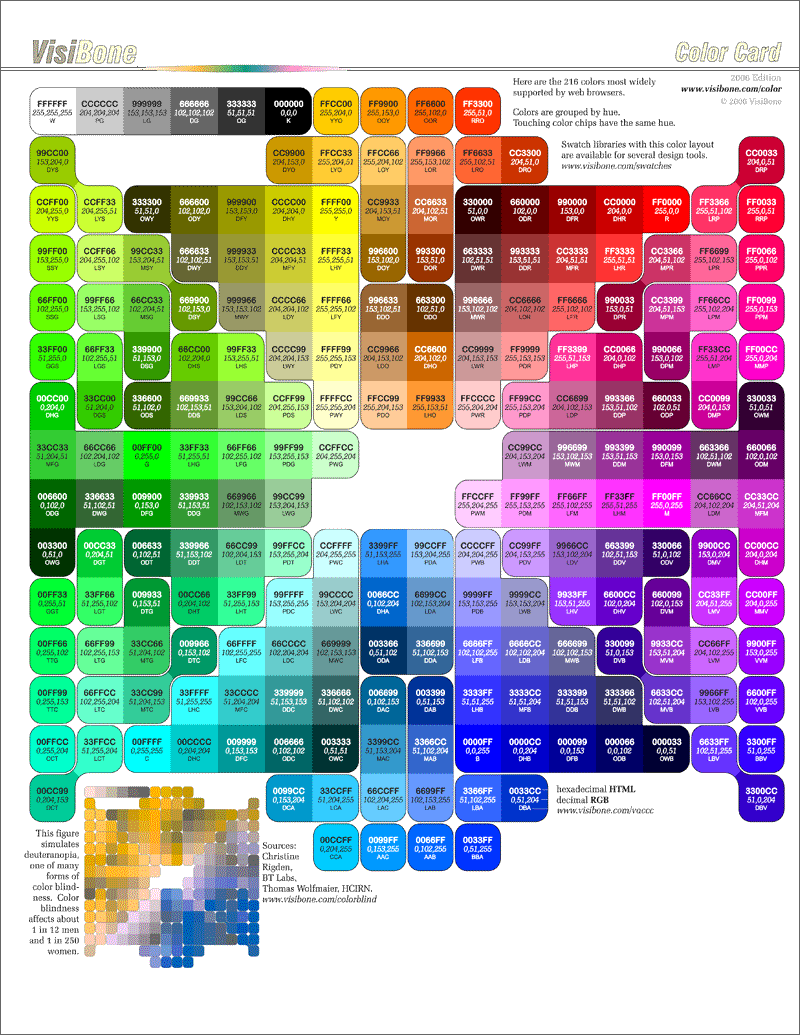 VisiBone Color Card
2006 Edition
www.visibone.com/color
© 2006 VisiBone
Here are the 216 colors most widely
supported by web browsers.
Colors are grouped by hue.
Touching color chips have the same hue.
Swatch libraries with this color layout
are available for several design tools.
www.visibone.com/swatches
FFFFFF CCCCCC 999999 666666 333333 000000 FFCC00 FF9900 FF6600 FF3300
255,255,255 204,204,204 153,153,153 102,102,102 51,51,51 0,0,0 255,204,0 255,153,0 255,102,0 255,51,0
W PG LG DG OG K YYO OOY OOR RRO
99CC00 CC9900 FFCC33 FFCC66 FF9966 FF6633 CC3300 CC0033
153,204,0 204,153,0 255,204,51 255,204,102 255,153,102 255,102,51 204,51,0 204,0,51
DYS DYO LYO LOY LOR LRO DRO DRP
CCFF00 CCFF33 333300 666600 999900 CCCC00 FFFF00 CC9933 CC6633 330000 660000 990000 CC0000 FF0000 FF3366 FF0033
204,255,0 204,255,51 51,51,0 102,102,0 153,153,0 204,204,0 255,255,0 204,153,51 204,102,51 51,0,0 102,0,0 153,0,0 204,0,0 255,0,0 255,51,102 255,0,51
YYS LYS OWY ODY DFY DHY Y MOY MOR OWR ODR DFR DHR R LRP RRP
99FF00 CCFF66 99CC33 666633 999933 CCCC33 FFFF33 996600 993300 663333 993333 CC3333 FF3333 CC3366 FF6699 FF0066
153,255,0 204,255,102 153,204,51 102,102,51 153,153,51 204,204,51 255,255,51 153,102,0 153,51,0 102,51,51 153,51,51 204,51,51 255,51,51 204,51,102 255,102,153 255,0,102
SSY LSY MSY DWY DDY MFY LHY DOY DOR DWR DDR MFR LHR MPR LPR PPR
66FF00 99FF66 66CC33 669900 999966 CCCC66 FFFF66 996633 663300 996666 CC6666 FF6666 990033 CC3399 FF66CC FF0099
102,255,0 153,255,102 102,204,51 102,153,0 153,153,102 204,204,102 255,255,102 153,102,51 102,51,0 153,102,102 204,102,102 255,102,102 153,0,51 204,51,153 255,102,204 255,0,153
SSG LSG MSG DSY MWY LDY LFY DDO ODO MWR LDR LFR DPR MPM LPM PPM
33FF00 66FF33 339900 66CC00 99FF33 CCCC99 FFFF99 CC9966 CC6600 CC9999 FF9999 FF3399 CC0066 990066 FF33CC FF00CC
51,255,0 102,255,51 51,153,0 102,204,0 153,255,51 204,204,153 255,255,153 204,153,102 204,102,0 204,153,153 255,153,153 255,51,153 204,0,102 153,0,102 255,51,204 255,0,204
GGS LGS DSG DHS LHS LWY PDY LDO DHO LWR PDR LHP DHP DPM LMP MMP
00CC00 33CC00 336600 669933 99CC66 CCFF99 FFFFCC FFCC99 FF9933 FFCCCC FF99CC CC6699 993366 660033 CC0099 330033
0,204,0 51,204,0 51,102,0 102,153,51 153,204,102 204,255,153 255,255,204 255,204,153 255,153,51 255,204,204 255,153,204 204,102,153 153,51,102 102,0,51 204,0,153 51,0,51
DHG DGS ODS DDS LDS PDS PWY PDO LHO PWR PDP LDP DDP ODP DMP OWM
33CC33 66CC66 00FF00 33FF33 66FF66 99FF99 CCFFCC CC99CC 996699 993399 990099 663366 660066
51,204,51 102,204,102 0,255,0 51,255,51 102,255,102 153,255,153 204,255,204 204,153,204 153,102,153 153,51,153 153,0,153 102,51,102 102,0,102
MFG LDG G LHG LFG PDG PWG LWM MWM DDM DFM DWM ODM
006600 336633 009900 339933 669966 99CC99 FFCCFF FF99FF FF66FF FF33FF FF00FF CC66CC CC33CC
0,102,0 51,102,51 0,153,0 51,153,51 102,153,102 153,204,153 255,204,255 255,153,255 255,102,255 255,51,255 255,0,255 204,102,204 204,51,204
ODG DWG DFG DDG MWG LWG PWM PDM LFM LHM M LDM MFM
003300 00CC33 006633 339966 66CC99 99FFCC CCFFFF 3399FF 99CCFF CCCCFF CC99FF 9966CC 663399 330066 9900CC CC00CC
0,51,0 0,204,51 0,102,51 51,153,102 102,204,153 153,255,204 204,255,255 51,153,255 153,204,255 204,204,255 204,153,255 153,102,204 102,51,153 51,0,102 153,0,204 204,0,204
OWG DGT ODT DDT LDT PDT PWC LHA PDA PWB PDV LDV DDV ODV DMV DHM
00FF33 33FF66 009933 00CC66 33FF99 99FFFF 99CCCC 0066CC 6699CC 9999FF 9999CC 9933FF 6600CC 660099 CC33FF CC00FF
0,255,51 51,255,102 0,153,51 0,204,102 51,255,153 153,255,255 153,204,204 0,102,204 102,153,204 153,153,255 153,153,204 153,51,255 102,0,204 102,0,153 204,51,255 204,0,255
GGT LGT DTG DHT LHT PDC LWC DHA LDA PDB LWB LHV DHV DVM LMV MMV
00FF66 66FF99 33CC66 009966 66FFFF 66CCCC 669999 003366 336699 6666FF 6666CC 666699 330099 9933CC CC66FF 9900FF
0,255,102 102,255,153 51,204,102 0,153,102 102,255,255 102,204,204 102,153,153 0,51,102 51,102,153 102,102,255 102,102,204 102,102,153 51,0,153 153,51,204 204,102,255 153,0,255
TTG LTG MTG DTC LFC LDC MWC ODA DDA LFB LDB MWB DVB MVM LVM VVM
00FF99 66FFCC 33CC99 33FFFF 33CCCC 339999 336666 006699 003399 3333FF 3333CC 333399 333366 6633CC 9966FF 6600FF
0,255,153 102,255,204 51,204,153 51,255,255 51,204,204 51,153,153 51,102,102 0,102,153 0,51,153 51,51,255 51,51,204 51,51,153 51,51,102 102,51,204 153,102,255 102,0,255
TTC LTC MTC LHC MFC DDC DWC DAC DAB LHB MFB DDB DWB MVB LVB VVB
00FFCC 33FFCC 00FFFF 00CCCC 009999 006666 003333 3399CC 3366CC 0000FF 0000CC 000099 000066 000033 6633FF 3300FF
0,255,204 51,255,204 0,255,255 0,204,204 0,153,153 0,102,102 0,51,51 51,153,204 51,102,204 0,0,255 0,0,204 0,0,153 0,0,102 0,0,51 102,51,255 51,0,255
CCT LCT C DHC DFC ODC OWC MAC MAB B DHB DFB ODB OWB LBV BBV
00CC99 0099CC 33CCFF 66CCFF 6699FF 3366FF 0033CC 3300CC
0,204,153 0,153,204 51,204,255 102,204,255 102,153,255 51,102,255 0,51,204 51,0,204
DCT DCA LCA LAC LAB LBA DBA DBV
hexadecimal HTML
decimal RGB
www.visibone.com/vaccc
00CCFF 0099FF 0066FF 0033FF
0,204,255 0,153,255 0,102,255 0,51,255
CCA AAC AAB BBA
This figure
simulates
deuteranopia,
one of many
forms of
color blind-
ness. Color
blindness
affects about
1 in 12 men
and 1 in 250
women.
Sources:
Christine
Rigden,
BT Labs,
Thomas Wolfmaier, HCIRN.
www.visibone.com/colorblind